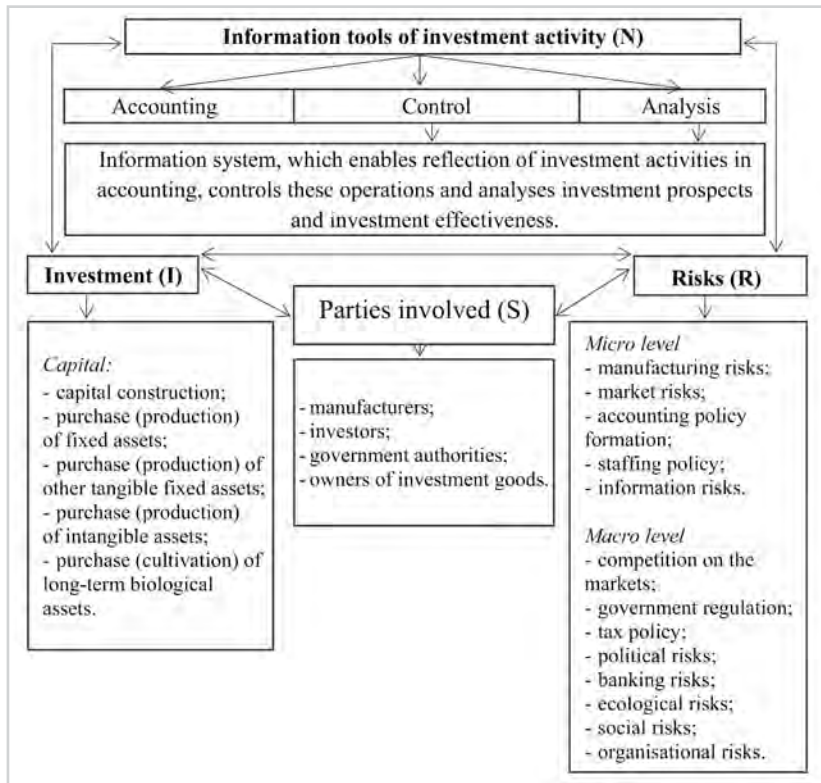 Information tools of investment activity (N)
Accounting
Control
Analysis
Information system, which enables reflection of investment activities in
accounting, controls these operations and analyses investment prospects
and investment effectiveness.
Investment (I)
Parties involved (S)
Risks (R)
Capital:
- capital construction;
- purchase (production)
of fixed assets;
- purchase (production) of
other tangible fixed assets;
- purchase (production)
of intangible assets;
- purchase (cultivation) of
long-term biological
assets.
- manufacturers;
- investors;
- government authorities;
- owners of investment goods.
Micro level
- manufacturing risks;
- market risks;
- accounting policy
formation;
- staffing policy;
- information risks.
Macro level
- competition on the
markets;
- government regulation;
- tax policy;
- political risks;
- banking risks;
- ecological risks;
- social risks;
- organisational risks.